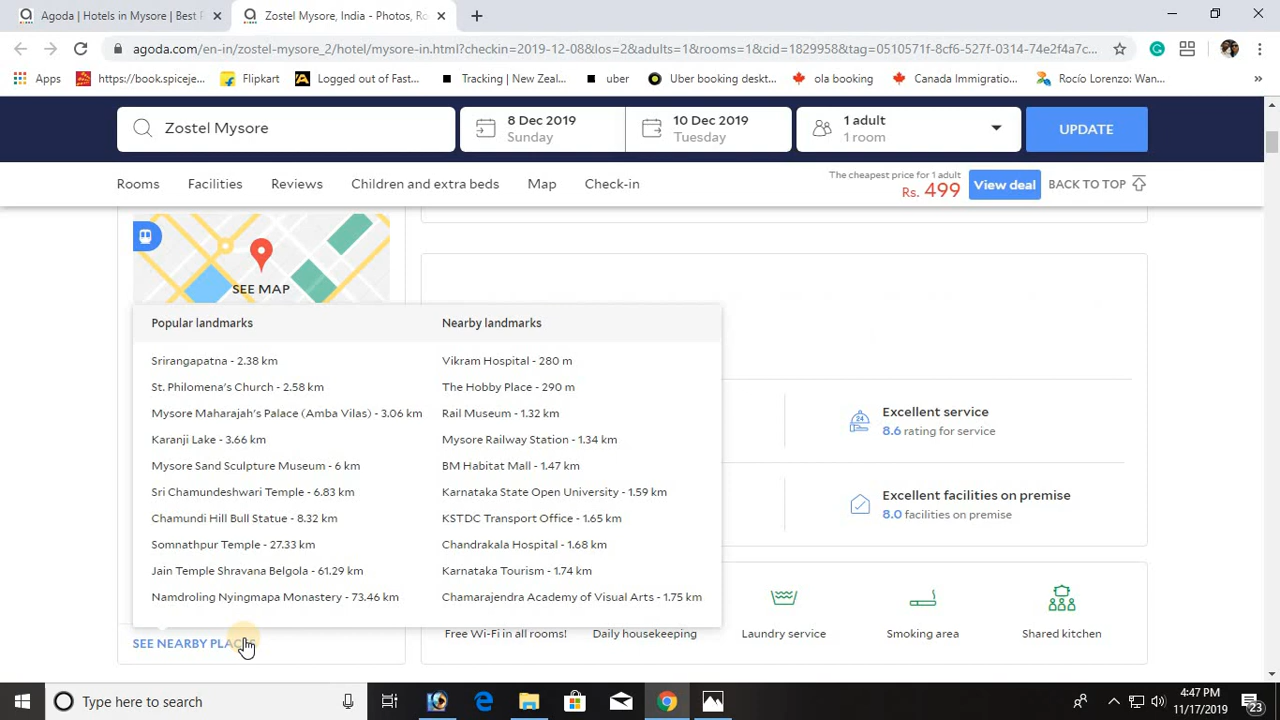 Agoda | Hotels in Mysore | Best
Zostel Mysore, India - Photos, Ro
agoda.com/en-in/zostel-mysore_2/hotel/mysore-in.html?checkin=2019-12-08&los=2&adults=1&rooms=1&cid=1829958&tag=0510571f-8cf6-527f-0314-74e2f4a7c...
Apps
https://book.spiceje...
Flipkart
Logged out of Fast...
Tracking | New Zeal...
uber
Uber booking deskt...
ola booking
Canada Immigratio...
Rocío Lorenzo: Wan...
Zostel Mysore
8 Dec 2019
Sunday
10 Dec 2019
Tuesday
1 adult
1 room
UPDATE
Rooms
Facilities
Reviews
Children and extra beds
Map
Check-in
The cheapest price for 1 adult
Rs. 499
View deal
BACK TO TOP
SEE MAP
Popular landmarks
Srirangapatna - 2.38 km
St. Philomena's Church - 2.58 km
Mysore Maharajah's Palace (Amba Vilas) - 3.06 km
Karanji Lake - 3.66 km
Mysore Sand Sculpture Museum - 6 km
Sri Chamundeshwari Temple - 6.83 km
Chamundi Hill Bull Statue - 8.32 km
Somnathpur Temple - 27.33 km
Jain Temple Shravana Belgola - 61.29 km
Namdroling Nyingmapa Monastery - 73.46 km
Nearby landmarks
Vikram Hospital - 280 m
The Hobby Place - 290 m
Rail Museum - 1.32 km
Mysore Railway Station - 1.34 km
BM Habitat Mall - 1.47 km
Karnataka State Open University - 1.59 km
KSTDC Transport Office - 1.65 km
Chandrakala Hospital - 1.68 km
Karnataka Tourism - 1.74 km
Chamarajendra Academy of Visual Arts - 1.75 km
Excellent service
8.6 rating for service
Excellent facilities on premise
8.0 facilities on premise
SEE NEARBY PLACES
Free Wi-Fi in all rooms!
Daily housekeeping
Laundry service
Smoking area
Shared kitchen
Type here to search
4:47 PM
11/17/2019
23